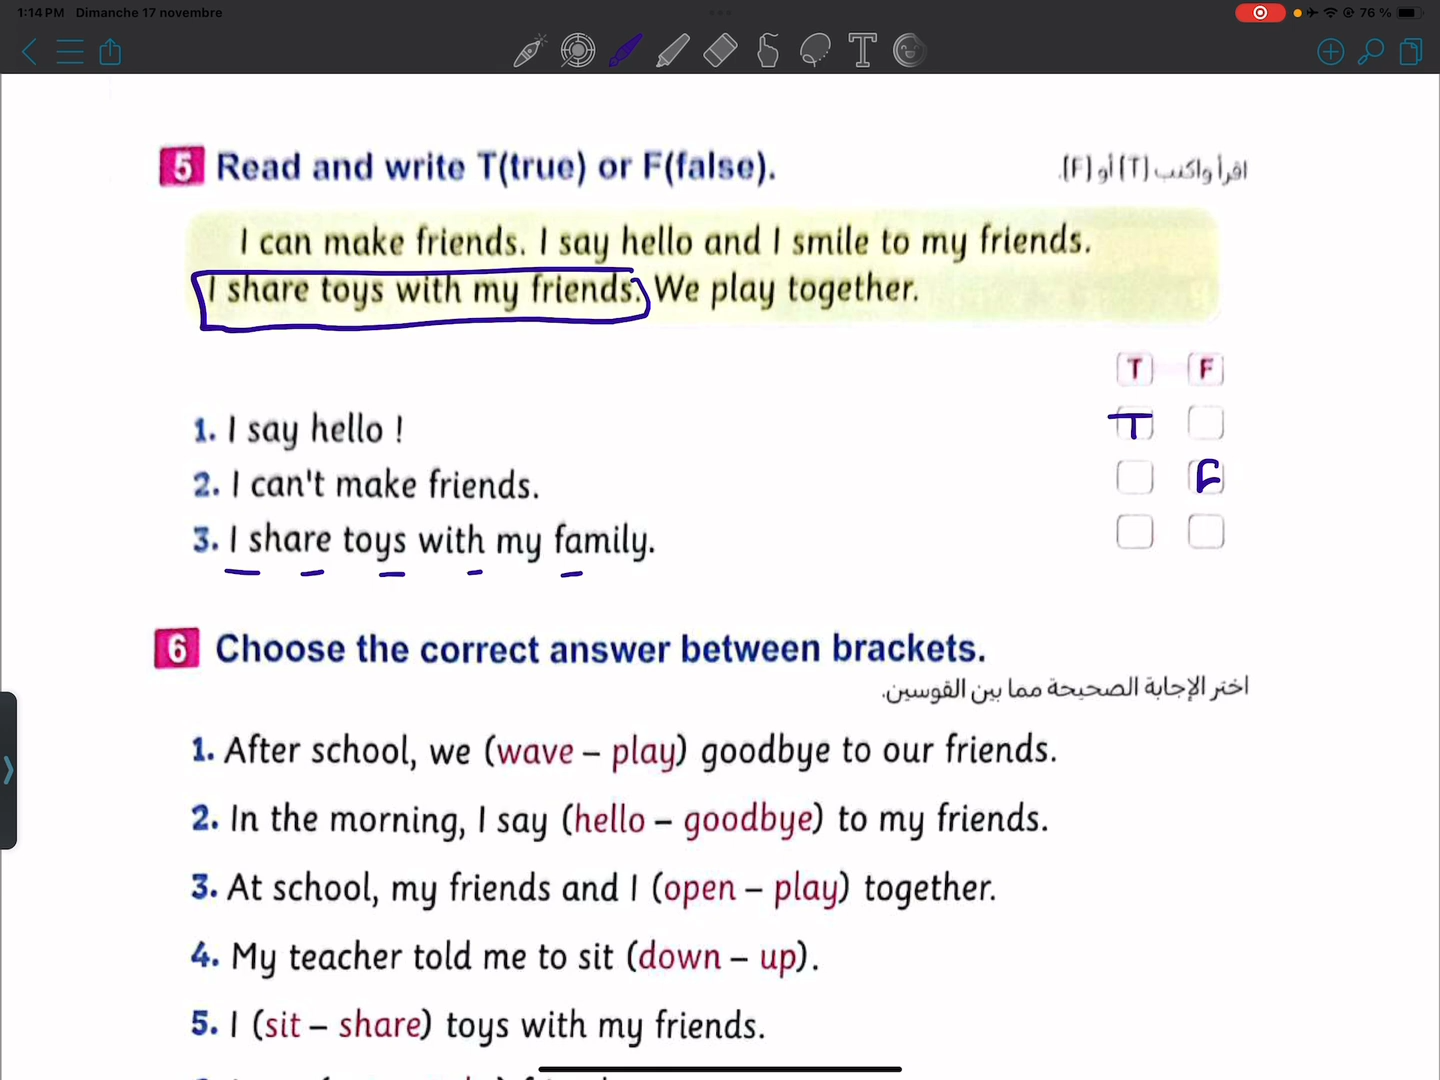 1:14 PM Dimanche 17 novembre
76 %
5 Read and write T(true) or F(false).
اقرأ واكتب (T) أو (F).
I can make friends. I say hello and I smile to my friends.
I share toys with my friends. We play together.
T F
1. I say hello !
T
2. I can't make friends.
F
3. I share toys with my family.
6 Choose the correct answer between brackets.
اختر الإجابة الصحيحة مما بين القوسين.
1. After school, we (wave – play) goodbye to our friends.
2. In the morning, I say (hello – goodbye) to my friends.
3. At school, my friends and I (open – play) together.
4. My teacher told me to sit (down – up).
5. I (sit – share) toys with my friends.